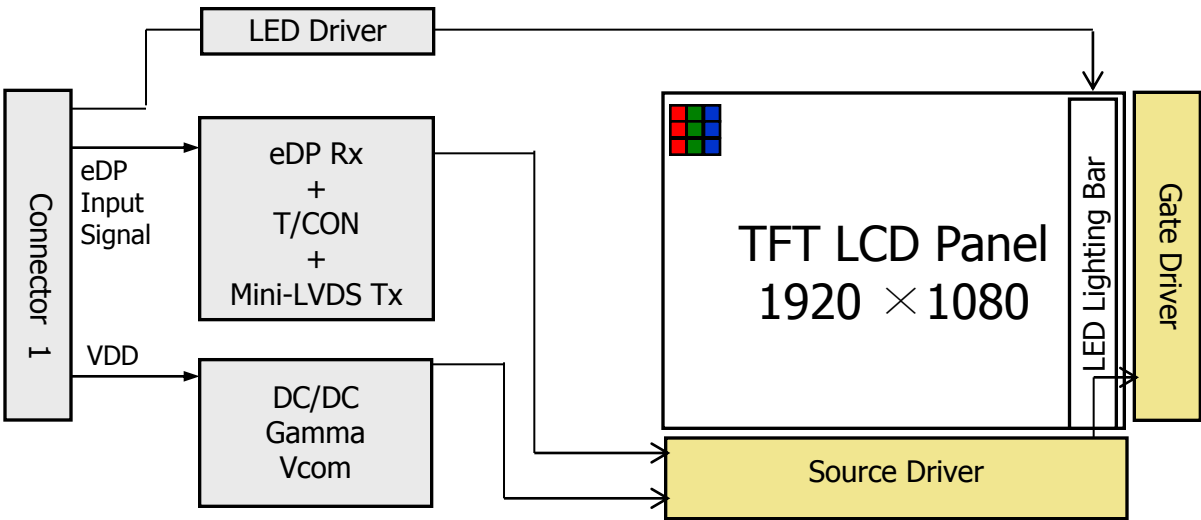 LED Driver
eDP Rx
+
T/CON
+
Mini-LVDS Tx
eDP
Input
Signal
Connector 1
VDD
DC/DC
Gamma
Vcom
TFT LCD Panel
1920 ×1080
LED Lighting Bar
Gate Driver
Source Driver